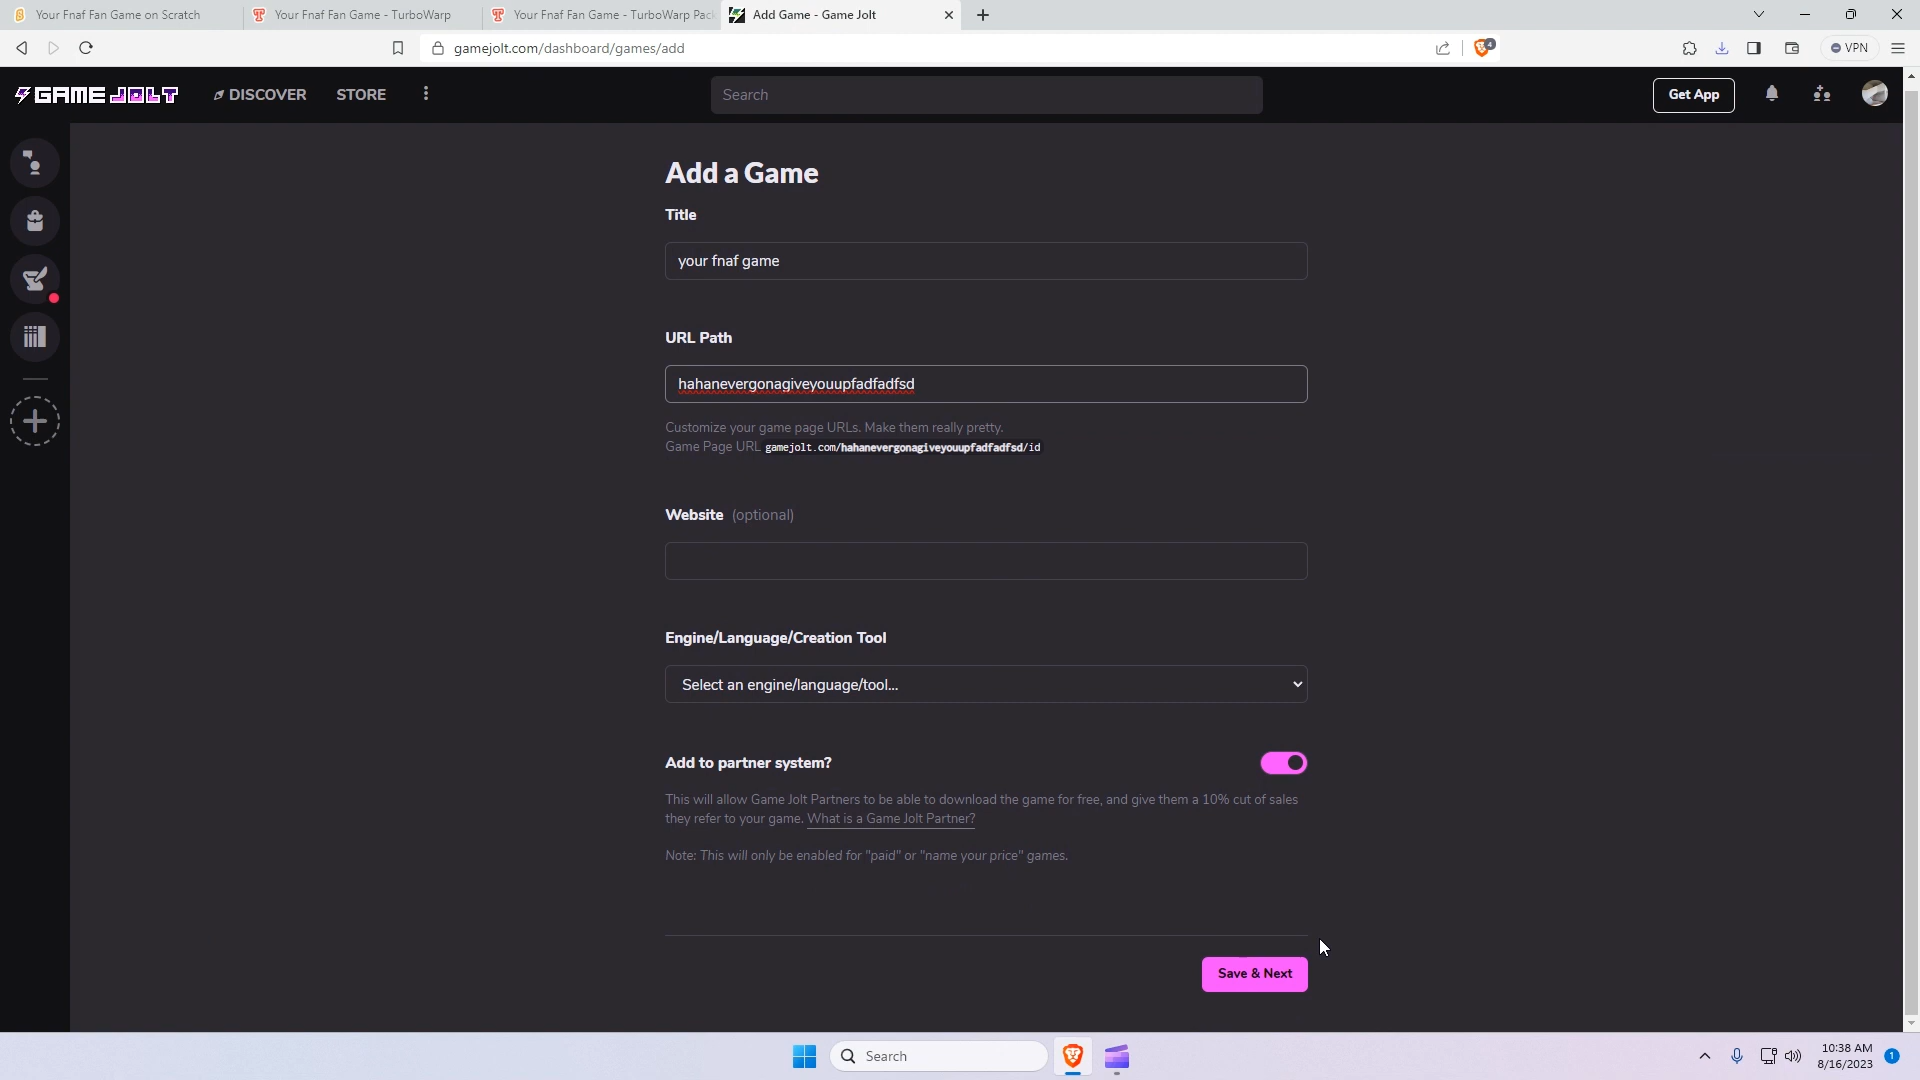 Your Fnaf Fan Game on Scratch
Your Fnaf Fan Game - TurboWarp
Your Fnaf Fan Game - TurboWarp Pack
Add Game - Game Jolt
gamejolt.com/dashboard/games/add
4
VPN
GAME JOLT
DISCOVER
STORE
Search
Get App
Add a Game
Title
your fnaf game
URL Path
hahanevergonagiveyouupfadfadfsd
Customize your game page URLs. Make them really pretty.
Game Page URL gamejolt.com/hahanevergonagiveyouupfadfadfsd/id
Website (optional)
Engine/Language/Creation Tool
Select an engine/language/tool...
Add to partner system?
This will allow Game Jolt Partners to be able to download the game for free, and give them a 10% cut of sales
they refer to your game. What is a Game Jolt Partner?
Note: This will only be enabled for "paid" or "name your price" games.
Save & Next
Search
10:38 AM
8/16/2023
1